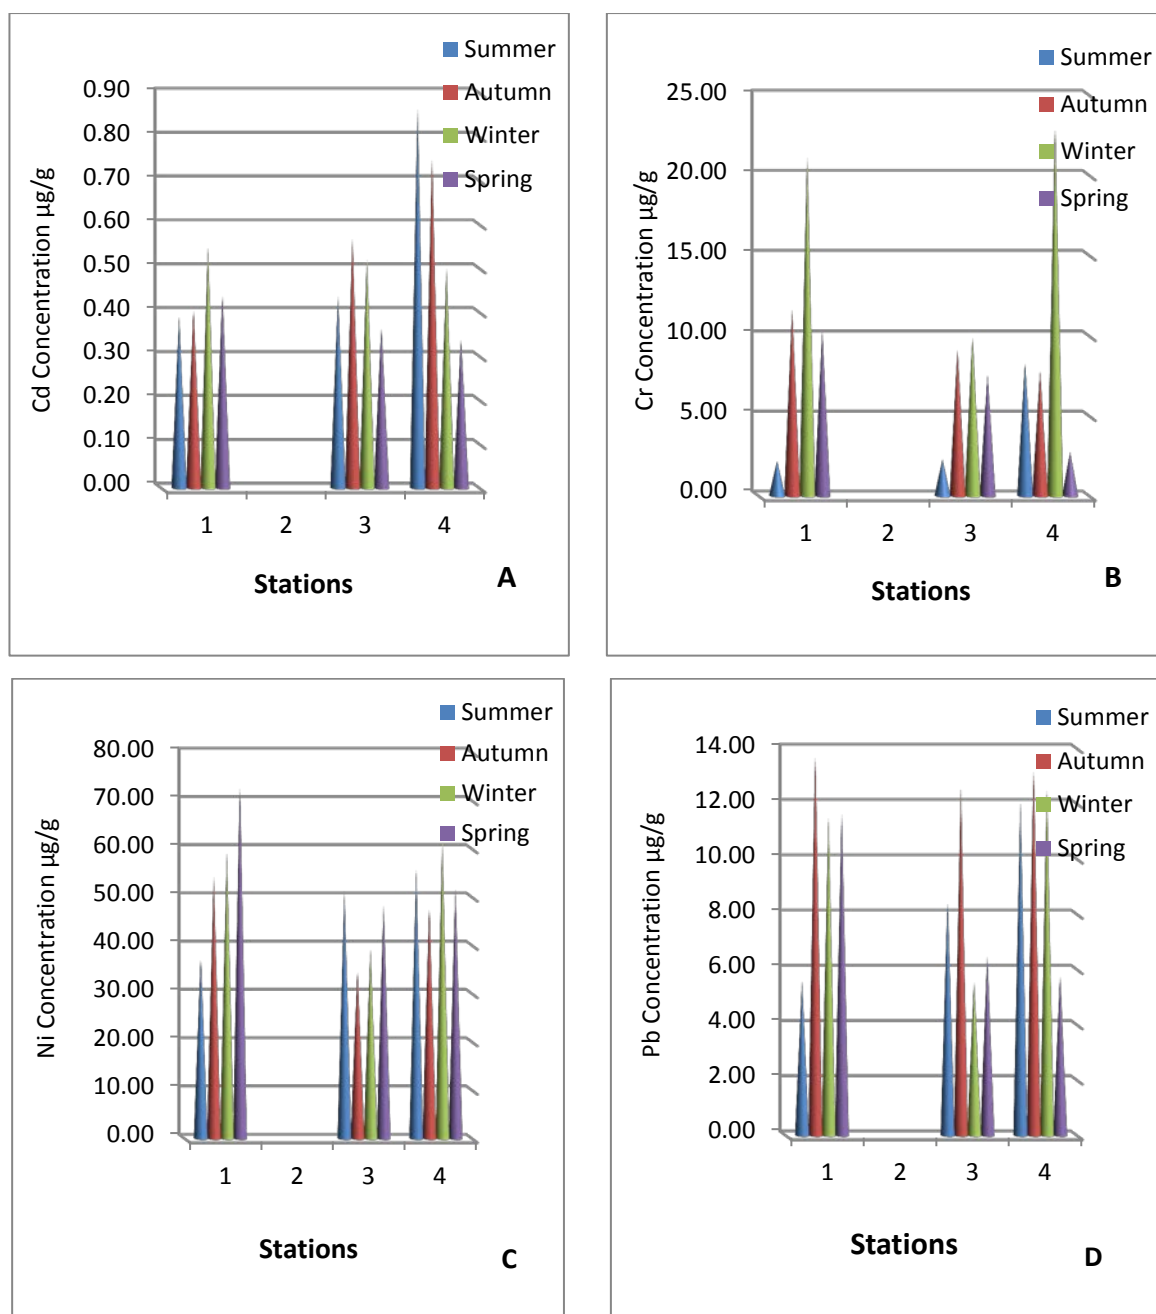 Summer
Autumn
Winter
Spring
Cd Concentration µg/g
0.90
0.80
0.70
0.60
0.50
0.40
0.30
0.20
0.10
0.00
1 2 3 4
Stations
A
Summer
Autumn
Winter
Spring
Cr Concentration µg/g
25.00
20.00
15.00
10.00
5.00
0.00
1 2 3 4
Stations
B
Summer
Autumn
Winter
Spring
Ni Concentration µg/g
80.00
70.00
60.00
50.00
40.00
30.00
20.00
10.00
0.00
1 2 3 4
Stations
C
Summer
Autumn
Winter
Spring
Pb Concentration µg/g
14.00
12.00
10.00
8.00
6.00
4.00
2.00
0.00
1 2 3 4
Stations
D